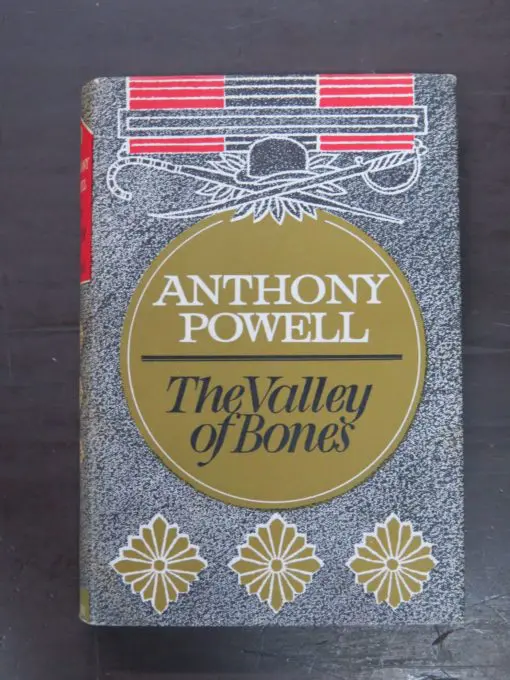 ANTHONY
POWELL
The Valley
of Bones